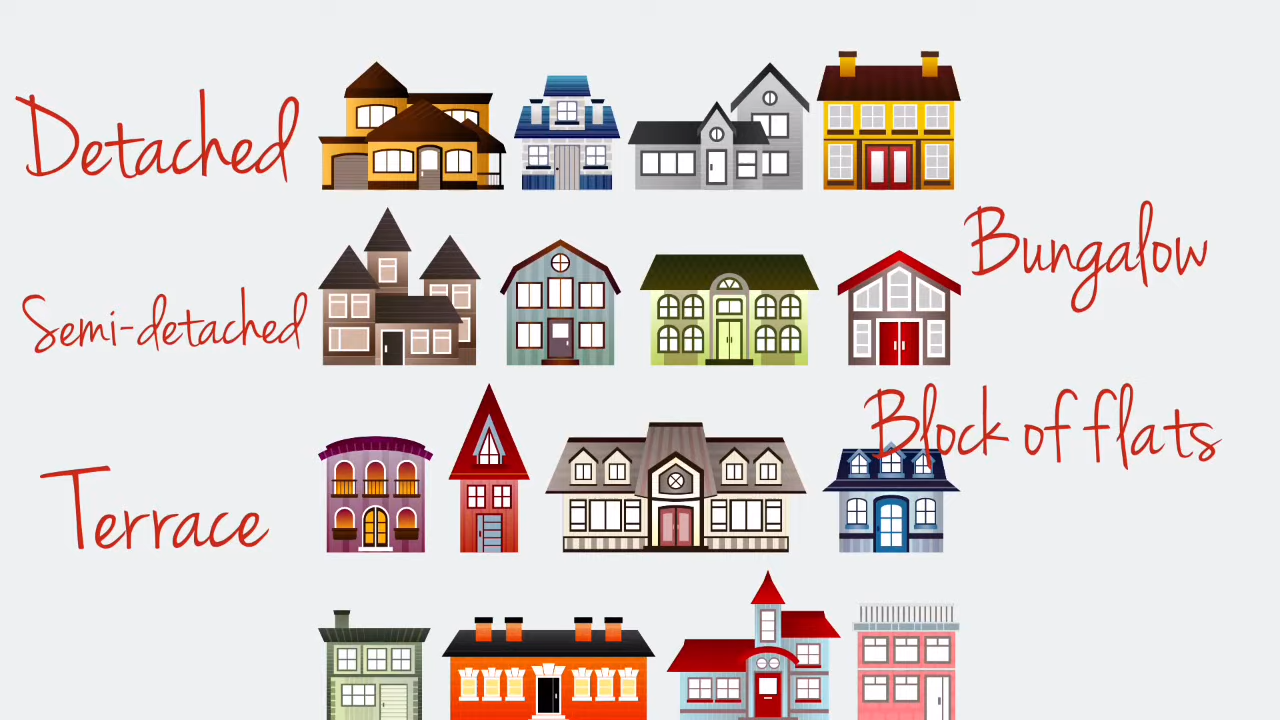 Detached
Bungalow
Semi-detached
Block of flats
Terrace